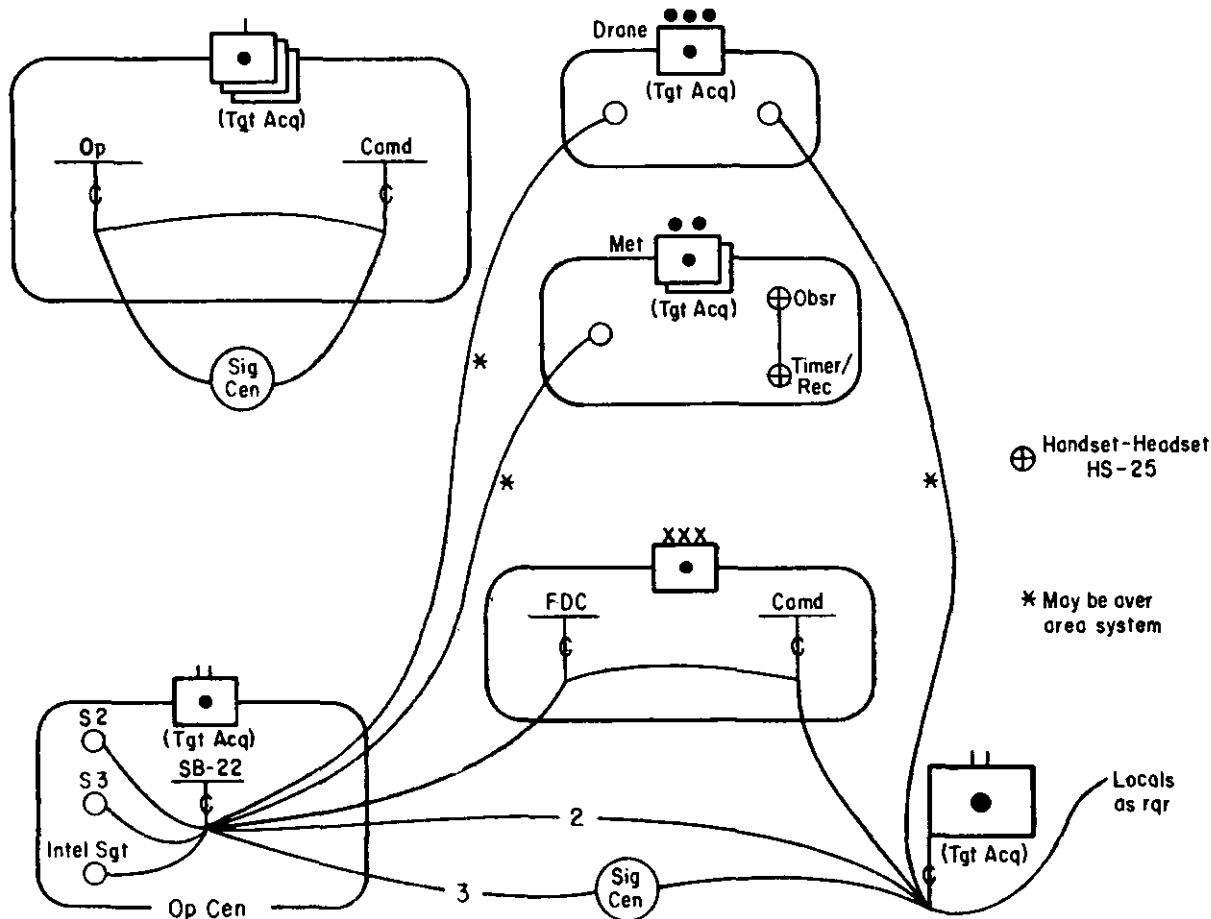 Drone
(Tgt Acq)
(Tgt Acq)
Op
Comd
Sig
Cen
Met
(Tgt Acq)
Obsr
Timer/
Rec
*
*
*
Handset-Headset
HS-25
* May be over
area system
XXX
FDC
Comd
(Tgt Acq)
S2
SB-22
S3
Intel Sgt
Op Cen
2
3
Sig
Cen
(Tgt Acq)
Locals
as rqr